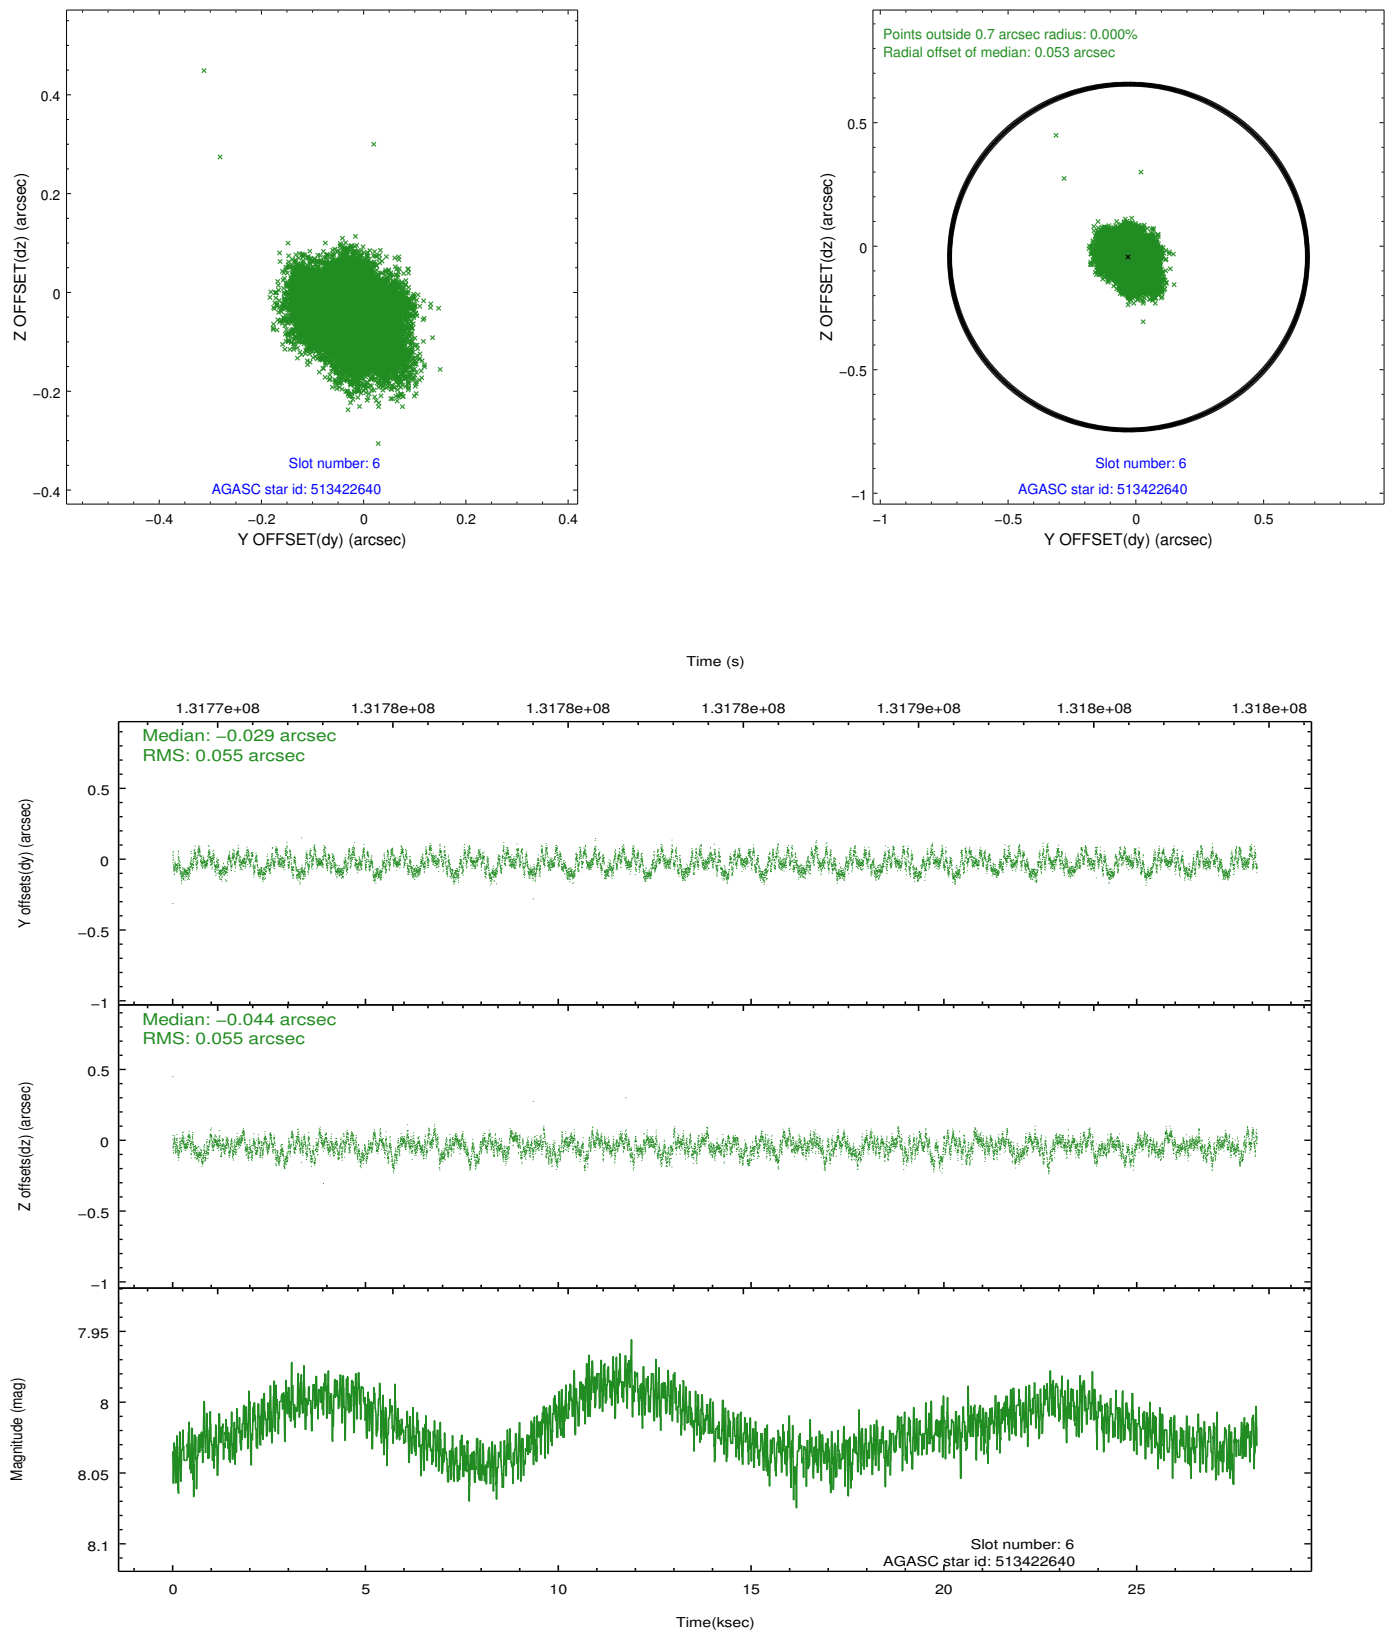 0.4
0.2
0
−0.2
−0.4
Z OFFSET(dz) (arcsec)
Slot number: 6
AGASC star id: 513422640
−0.4 −0.2 0 0.2 0.4
Y OFFSET(dy) (arcsec)
Points outside 0.7 arcsec radius: 0.000%
Radial offset of median: 0.053 arcsec
0.5
0
−0.5
−1
Z OFFSET(dz) (arcsec)
Slot number: 6
AGASC star id: 513422640
−1 −0.5 0 0.5
Y OFFSET(dy) (arcsec)
Time (s)
1.3177e+08 1.3178e+08 1.3178e+08 1.3178e+08 1.3179e+08 1.318e+08 1.318e+08
Median: −0.029 arcsec
RMS: 0.055 arcsec
0.5
0
−0.5
−1
Y offsets(dy) (arcsec)
Median: −0.044 arcsec
RMS: 0.055 arcsec
0.5
0
−0.5
−1
Z offsets(dz) (arcsec)
7.95
8
8.05
8.1
Magnitude (mag)
Slot number: 6
AGASC star id: 513422640
0 5 10 15 20 25
Time(ksec)